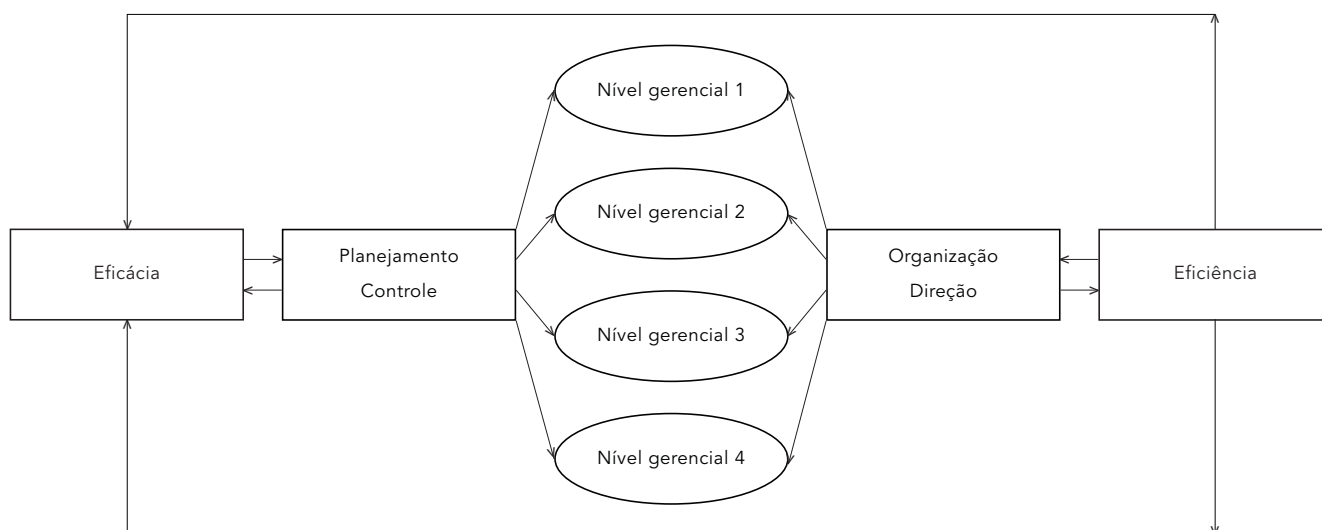 Nível gerencial 1
Nível gerencial 2
Eficácia
Planejamento
Controle
Organização
Direção
Eficiência
Nível gerencial 3
Nível gerencial 4